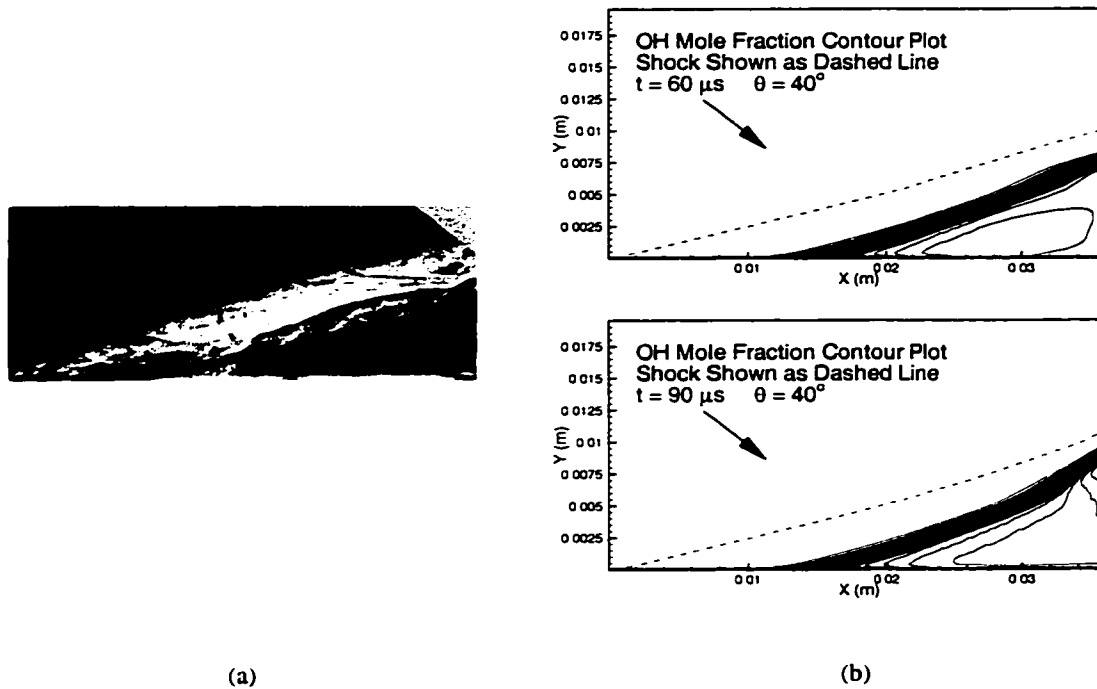 OH Mole Fraction Contour Plot
Shock Shown as Dashed Line
t = 60 μs θ = 40°
0.0175
0.015
0.0125
0.01
0.0075
0.005
0.0025
Y (m)
0.01
0.02
0.03
X (m)
OH Mole Fraction Contour Plot
Shock Shown as Dashed Line
t = 90 μs θ = 40°
0.0175
0.015
0.0125
0.01
0.0075
0.005
0.0025
Y (m)
0.01
0.02
0.03
X (m)
(a)
(b)